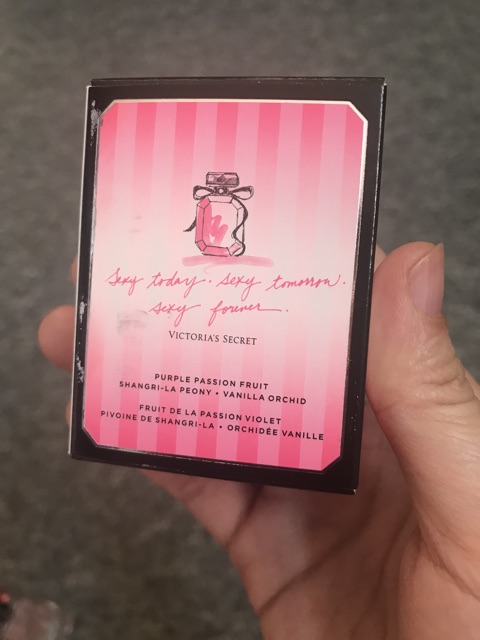 Sexy today. Sexy tomorrow.
Sexy forever.
VICTORIA'S SECRET
PURPLE PASSION FRUIT
SHANGRI-LA PEONY • VANILLA ORCHID
FRUIT DE LA PASSION VIOLET
PIVOINE DE SHANGRI-LA • ORCHIDÉE VANILLE